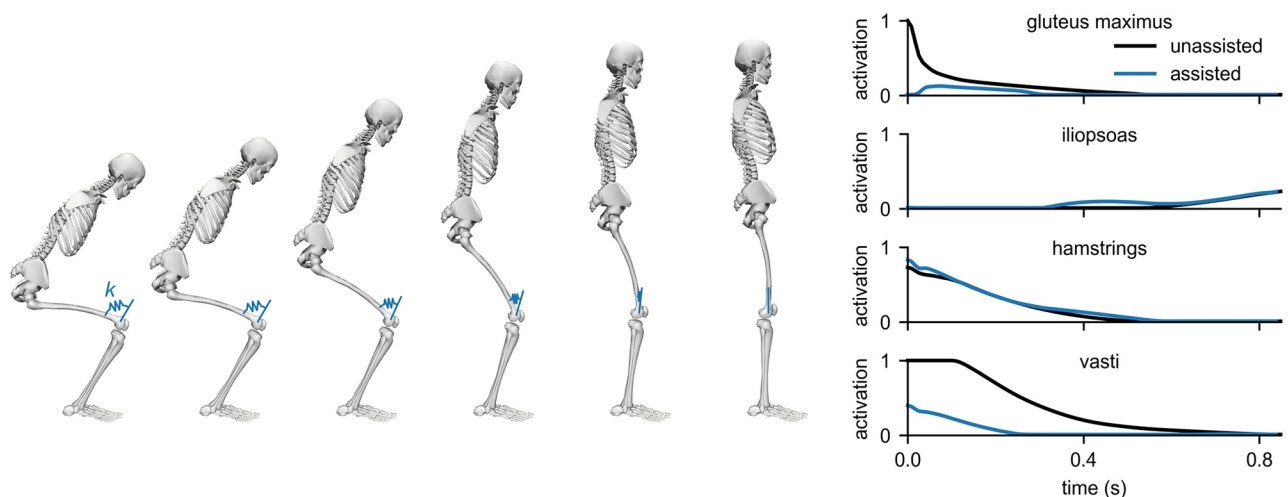 k
gluteus maximus
unassisted
assisted
activation
1
0
iliopsoas
activation
1
0
hamstrings
activation
1
0
vasti
activation
1
0
0.0 0.4 0.8
time (s)